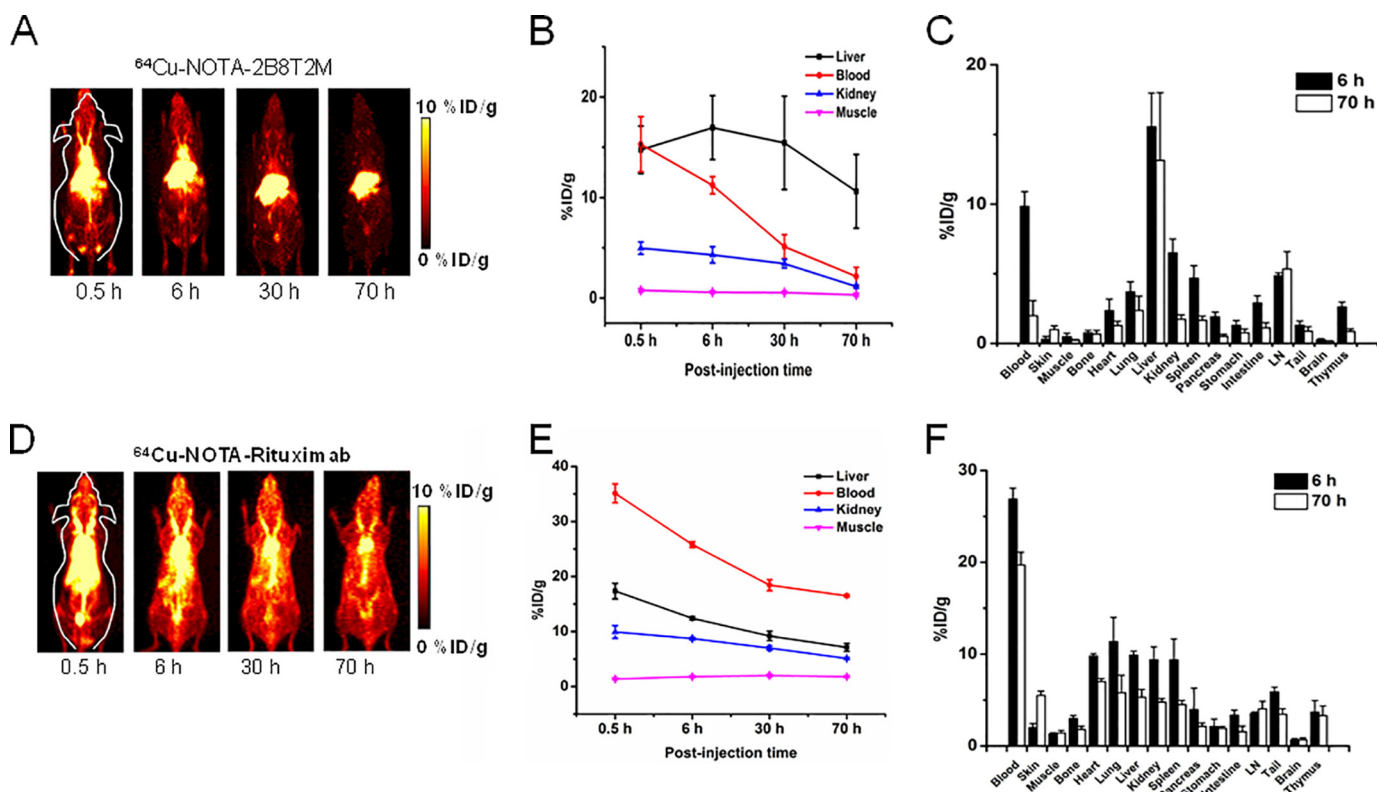 A
⁶⁴Cu-NOTA-2B8T2M
10 %ID/g
0 %ID/g
0.5 h 6 h 30 h 70 h
B
Liver
Blood
Kidney
Muscle
%ID/g
20
10
0
0.5 h 6 h 30 h 70 h
Post-injection time
C
6 h
70 h
%ID/g
20
10
0
Blood Skin Muscle Bone Heart Lung Liver Kidney Spleen Pancreas Stomach Intestine LN Tail Brain Thymus
D
⁶⁴Cu-NOTA-Rituximab
10 %ID/g
0 %ID/g
0.5 h 6 h 30 h 70 h
E
Liver
Blood
Kidney
Muscle
%ID/g
40
30
20
10
0
0.5 h 6 h 30 h 70 h
Post-injection time
F
6 h
70 h
%ID/g
30
20
10
0
Blood Skin Muscle Bone Heart Lung Liver Kidney Spleen Pancreas Stomach Intestine LN Tail Brain Thymus